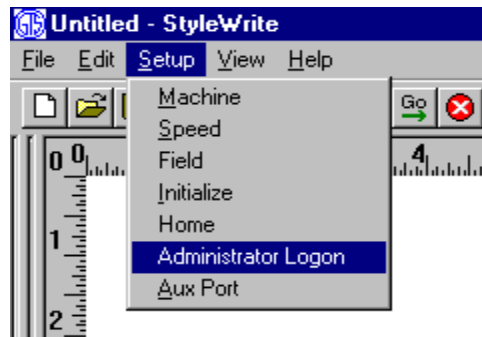 GTS Untitled - StyleWrite
File Edit Setup View Help
Machine
Go
Speed
0 0 4
Field
Initialize
Home
1
Administrator Logon
Aux Port
2